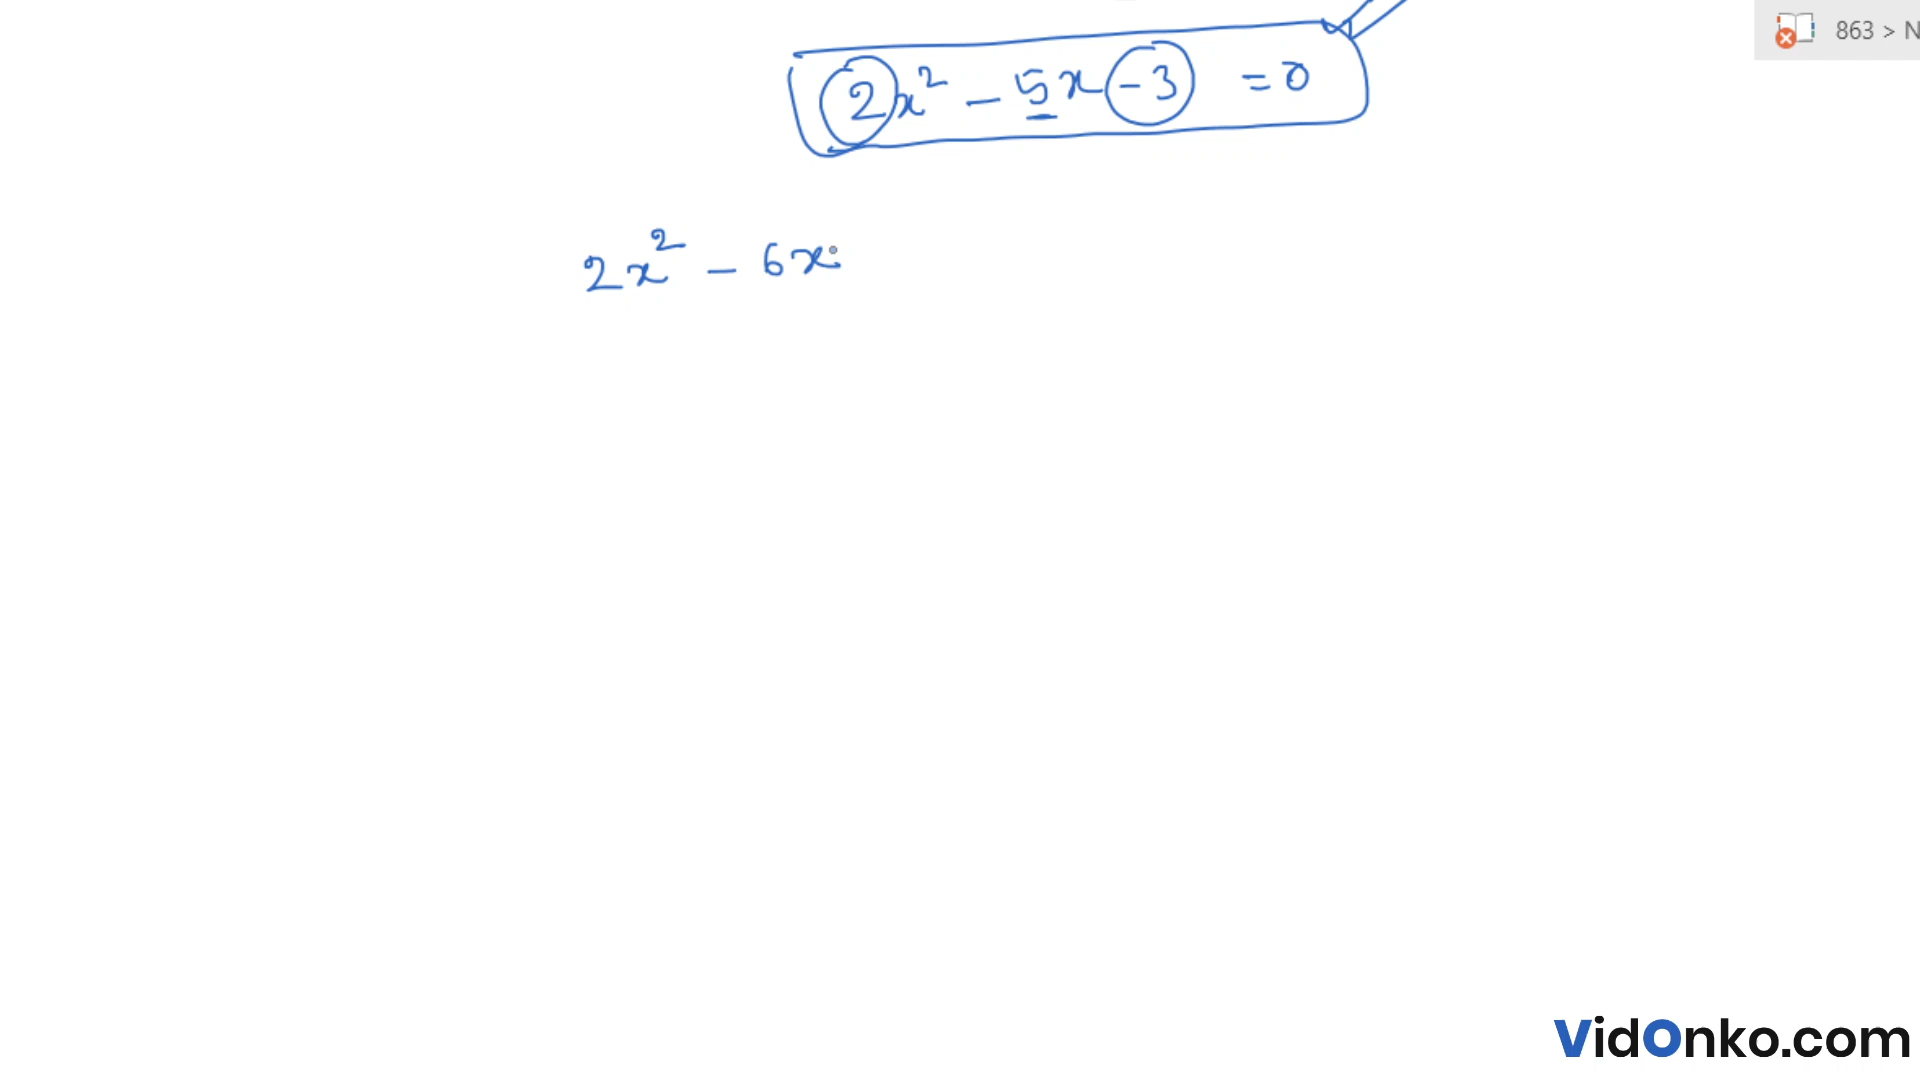 863 > N
2x² - 5x - 3 = 0
2x² - 6x
VidOnko.com